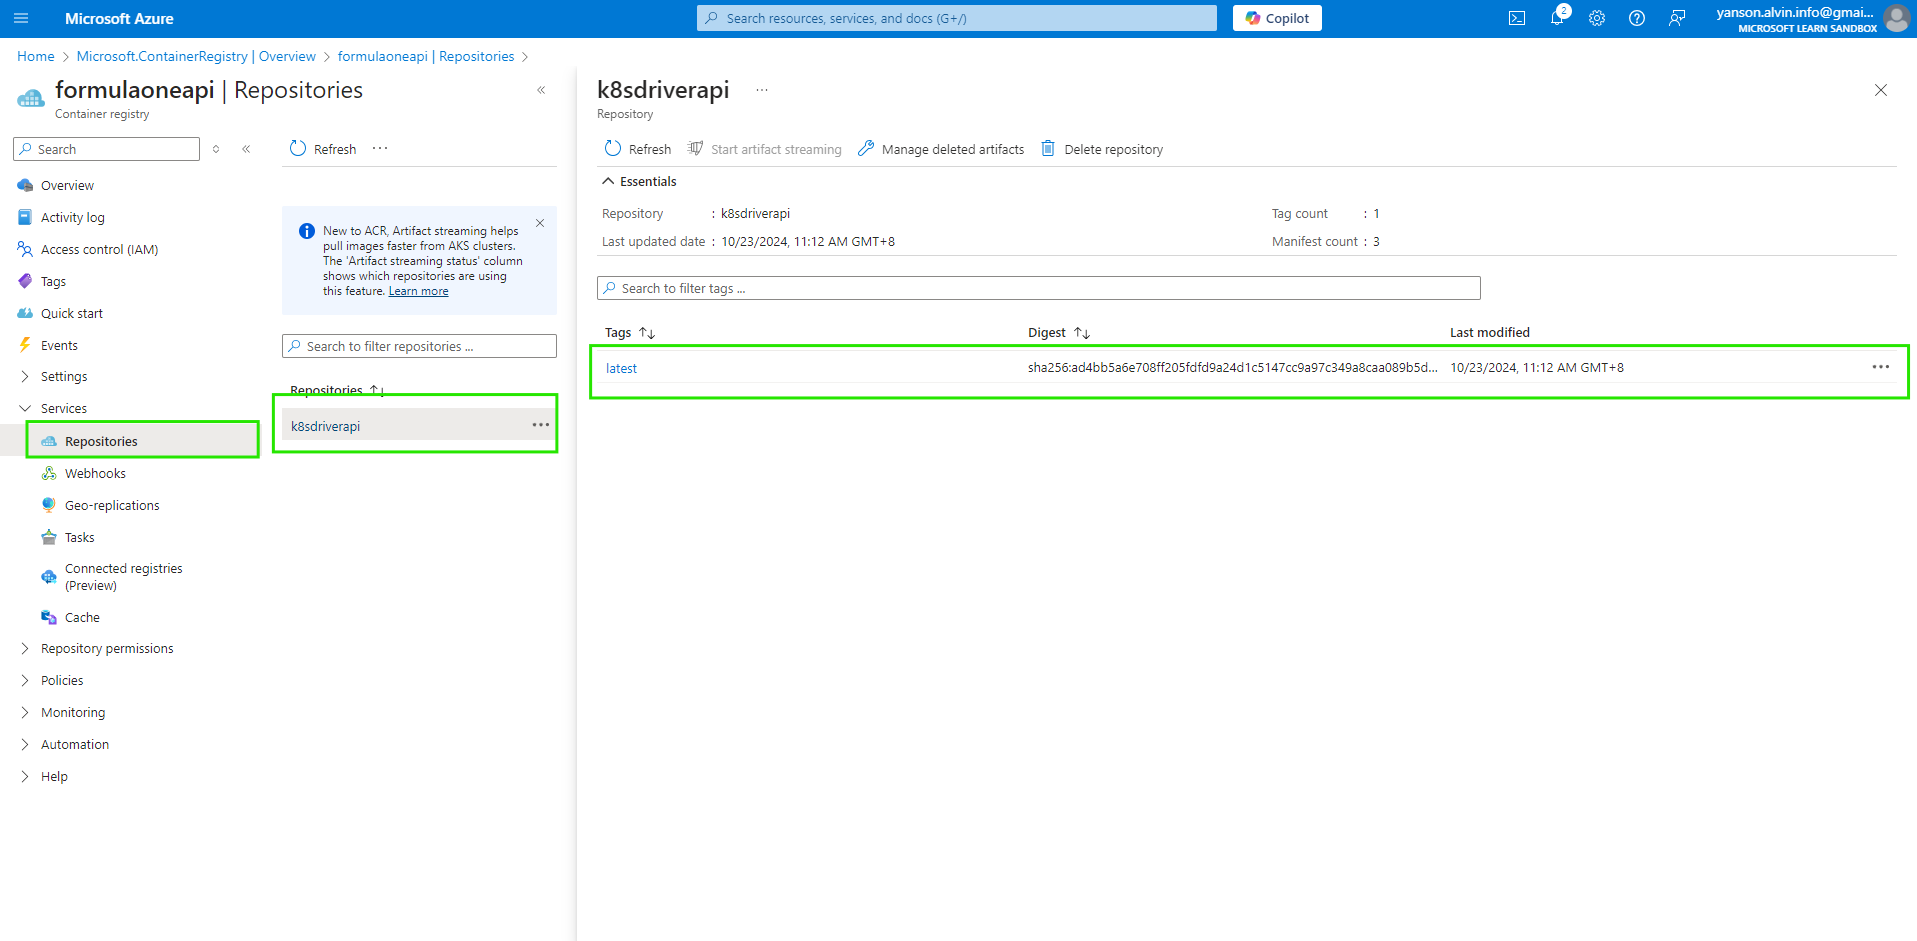 Microsoft Azure
Search resources, services, and docs (G+/)
Copilot
2
yanson.alvin.info@gmai...
MICROSOFT LEARN SANDBOX
Home > Microsoft.ContainerRegistry | Overview > formulaoneapi | Repositories >
formulaoneapi | Repositories
Container registry
Search
Overview
Activity log
Access control (IAM)
Tags
Quick start
Events
Settings
Services
Repositories
Webhooks
Geo-replications
Tasks
Connected registries
(Preview)
Cache
Repository permissions
Policies
Monitoring
Automation
Help
Refresh
New to ACR, Artifact streaming helps
pull images faster from AKS clusters.
The 'Artifact streaming status' column
shows which repositories are using
this feature. Learn more
Search to filter repositories ...
Repositories
k8sdriverapi
k8sdriverapi
Repository
Refresh
Start artifact streaming
Manage deleted artifacts
Delete repository
Essentials
Repository : k8sdriverapi
Tag count : 1
Last updated date : 10/23/2024, 11:12 AM GMT+8
Manifest count : 3
Search to filter tags ...
Tags Digest Last modified
latest sha256:ad4bb5a6e708ff205fdfd9a24d1c5147cc9a97c349a8caa089b5d... 10/23/2024, 11:12 AM GMT+8